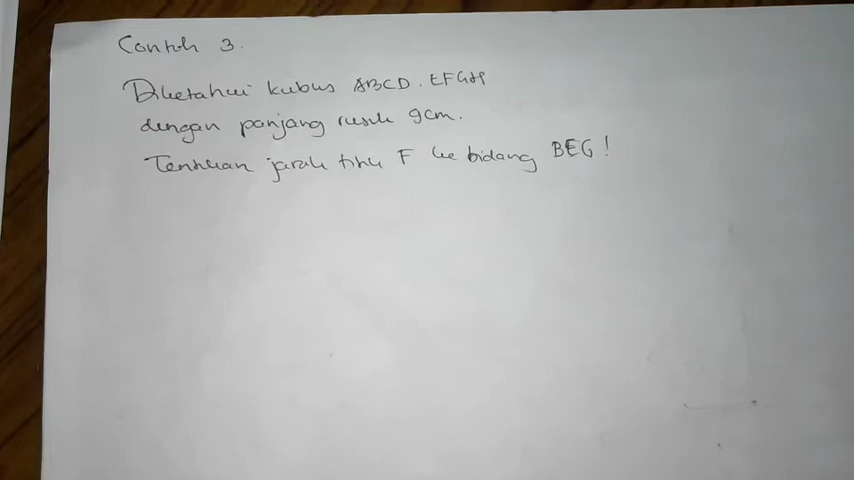 Contoh 3.
Diketahui kubus ABCD.EFGH
dengan panjang rusuk 9cm.
Tentukan jarak titik F ke bidang BEG!